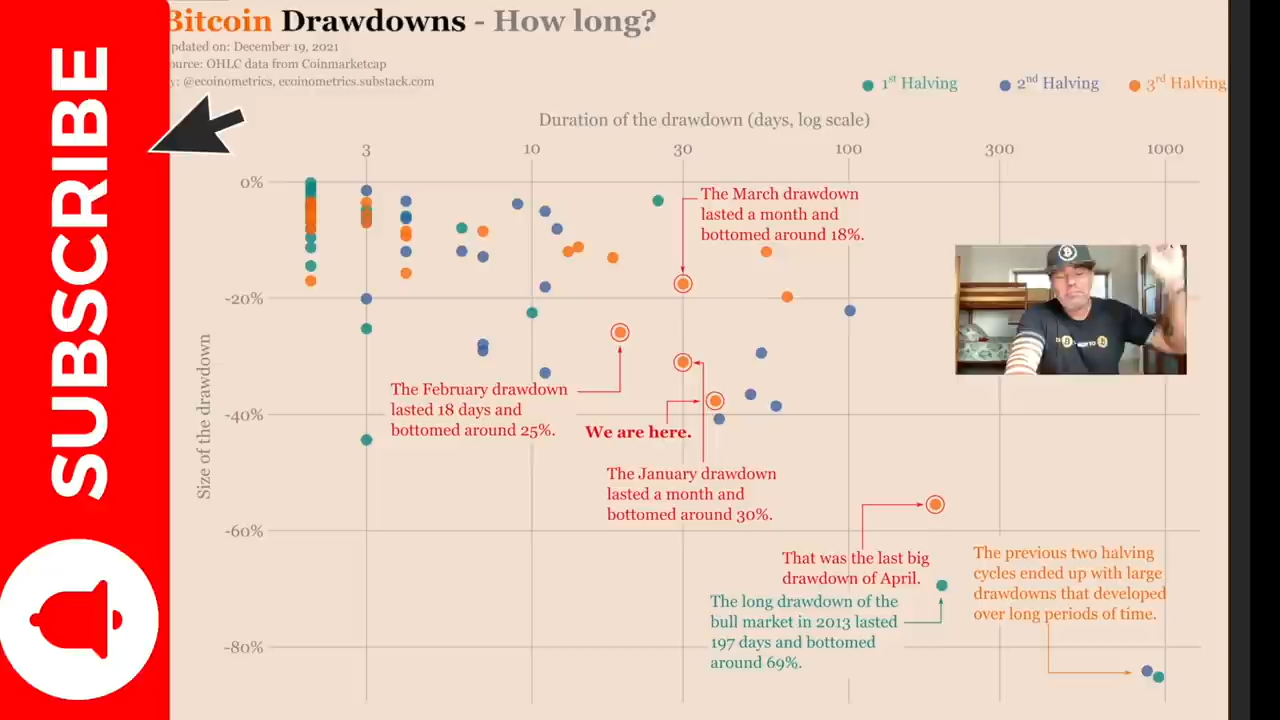 SUBSCRIBE
Bitcoin Drawdowns - How long?
pdated on: December 19, 2021
ource: OHLC data from Coinmarketcap
y: @ecoinometrics, ecoinometrics.substack.com
1st Halving 2nd Halving 3rd Halving
Duration of the drawdown (days, log scale)
3 10 30 100 300 1000
Size of the drawdown
0%
-20%
-40%
-60%
-80%
The March drawdown
lasted a month and
bottomed around 18%.
The February drawdown
lasted 18 days and
bottomed around 25%.
We are here.
The January drawdown
lasted a month and
bottomed around 30%.
That was the last big
drawdown of April.
The long drawdown of the
bull market in 2013 lasted
197 days and bottomed
around 69%.
The previous two halving
cycles ended up with large
drawdowns that developed
over long periods of time.